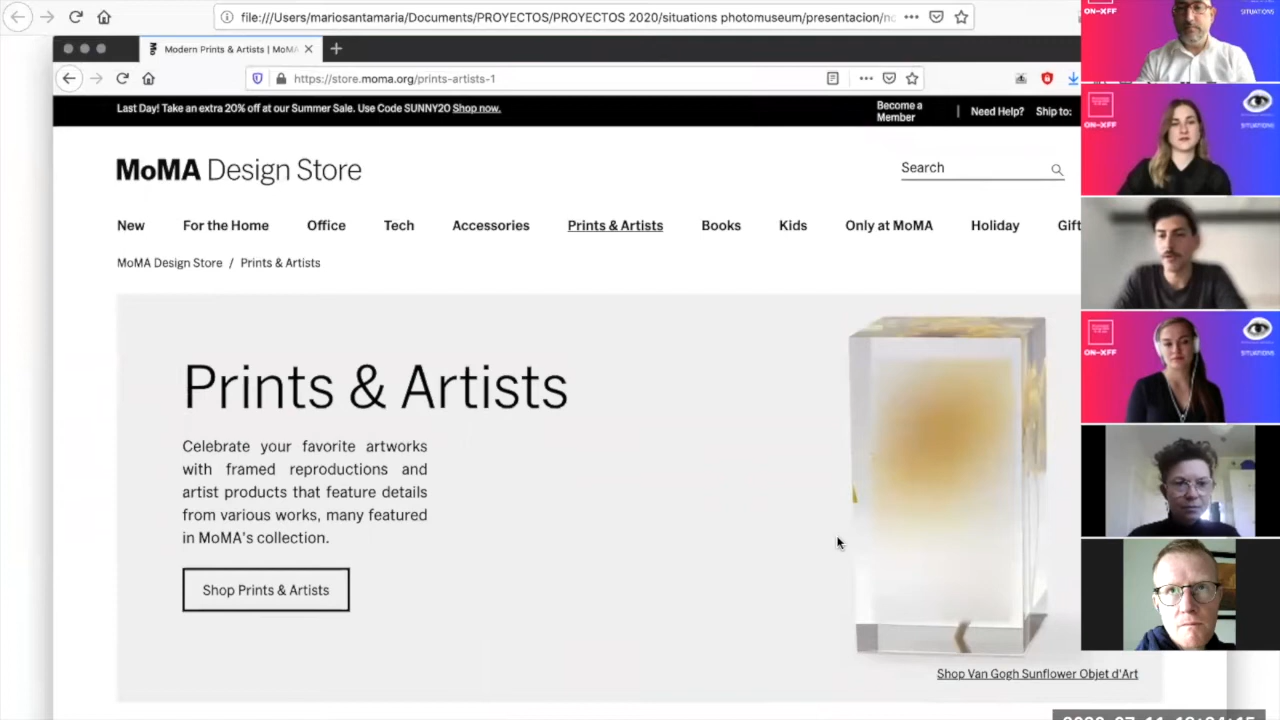 file:///Users/mariosantamaria/Documents/PROYECTOS/PROYECTOS 2020/situations photomuseum/presentacion/
Modern Prints & Artists | MoMA
https://store.moma.org/prints-artists-1
Last Day! Take an extra 20% off at our Summer Sale. Use Code SUNNY20 Shop now.
Become a Member
Need Help?
Ship to:
MoMA Design Store
Search
New
For the Home
Office
Tech
Accessories
Prints & Artists
Books
Kids
Only at MoMA
Holiday
MoMA Design Store / Prints & Artists
Prints & Artists
Celebrate your favorite artworks
with framed reproductions and
artist products that feature details
from various works, many featured
in MoMA's collection.
Shop Prints & Artists
Shop Van Gogh Sunflower Objet d'Art
SITUATIONS
SITUATIONS
SITUATIONS